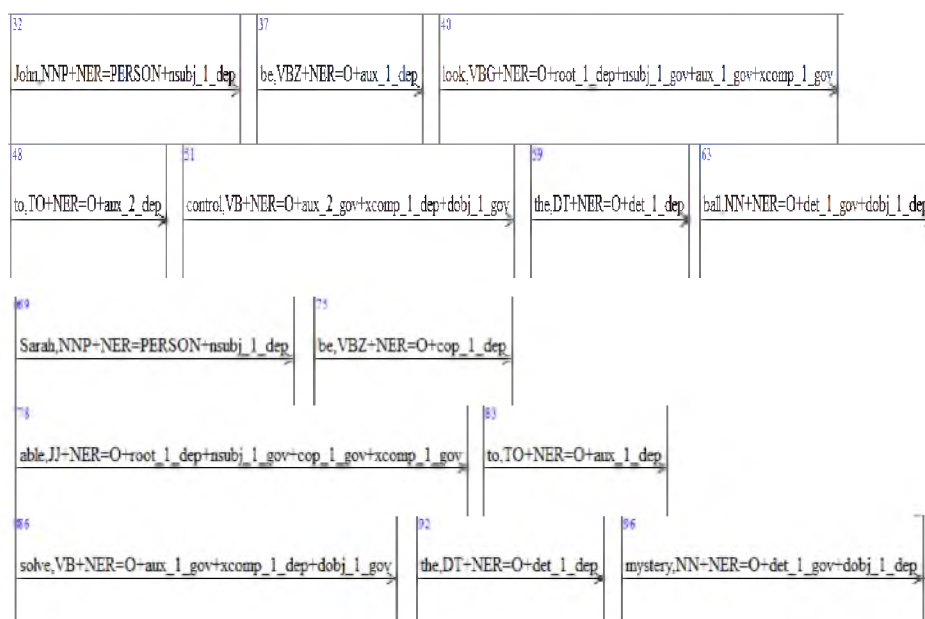 32 37 40
John,NNP+NER=PERSON+nsubj_1_dep be,VBZ+NER=O+aux_1_dep look,VBG+NER=O+root_1_dep+nsubj_1_gov+aux_1_gov+xcomp_1_gov
48 51 59 63
to,TO+NER=O+aux_2_dep control,VB+NER=O+aux_2_gov+xcomp_1_dep+dobj_1_gov the,DT+NER=O+det_1_dep ball,NN+NER=O+det_1_gov+dobj_1_dep
69 75
Sarah,NNP+NER=PERSON+nsubj_1_dep be,VBZ+NER=O+cop_1_dep
78 83
able,JJ+NER=O+root_1_dep+nsubj_1_gov+cop_1_gov+xcomp_1_gov to,TO+NER=O+aux_1_dep
86 92 96
solve,VB+NER=O+aux_1_gov+xcomp_1_dep+dobj_1_gov the,DT+NER=O+det_1_dep mystery,NN+NER=O+det_1_gov+dobj_1_dep